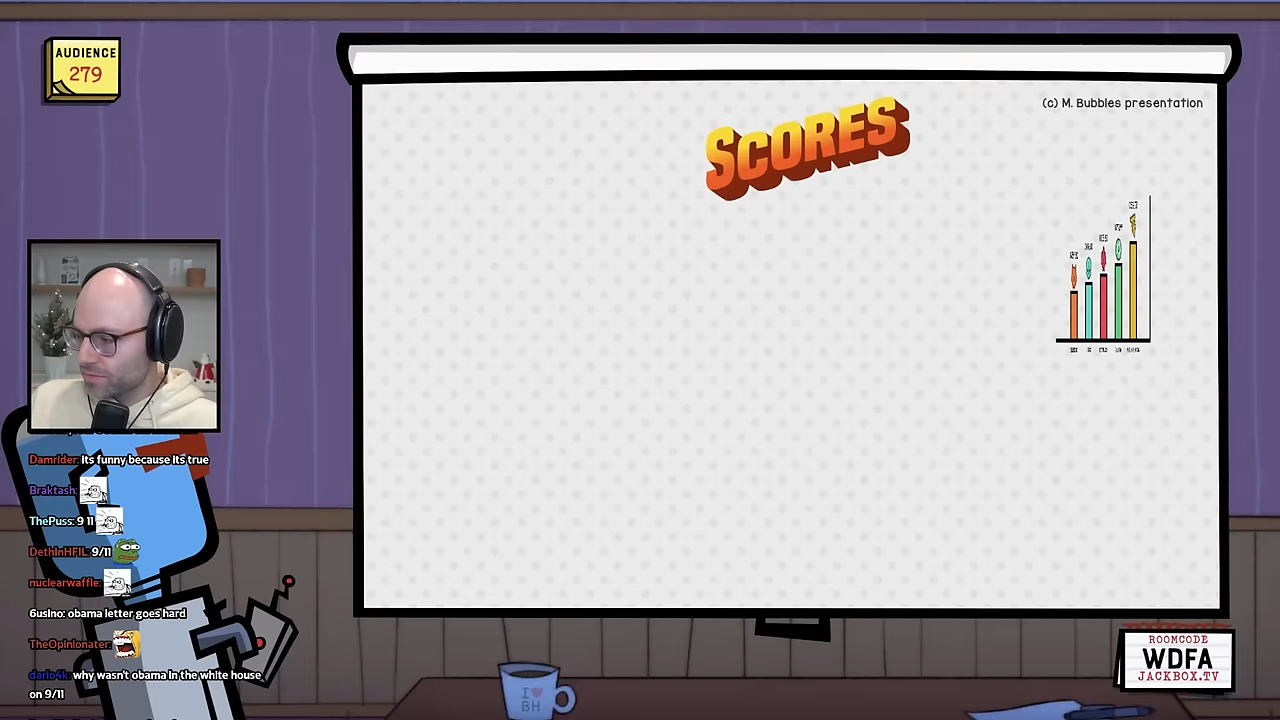 AUDIENCE
279
(c) M. Bubbles presentation
SCORES
Damrider: its funny because its true
Braktash:
ThePuss: 9 11
DethInHFIL: 9/11
nuclearwaffle:
6usino: obama letter goes hard
TheOpinionater:
dario4k: why wasn't obama in the white house
on 9/11
I ❤
BH
ROOMCODE
WDFA
JACKBOX.TV